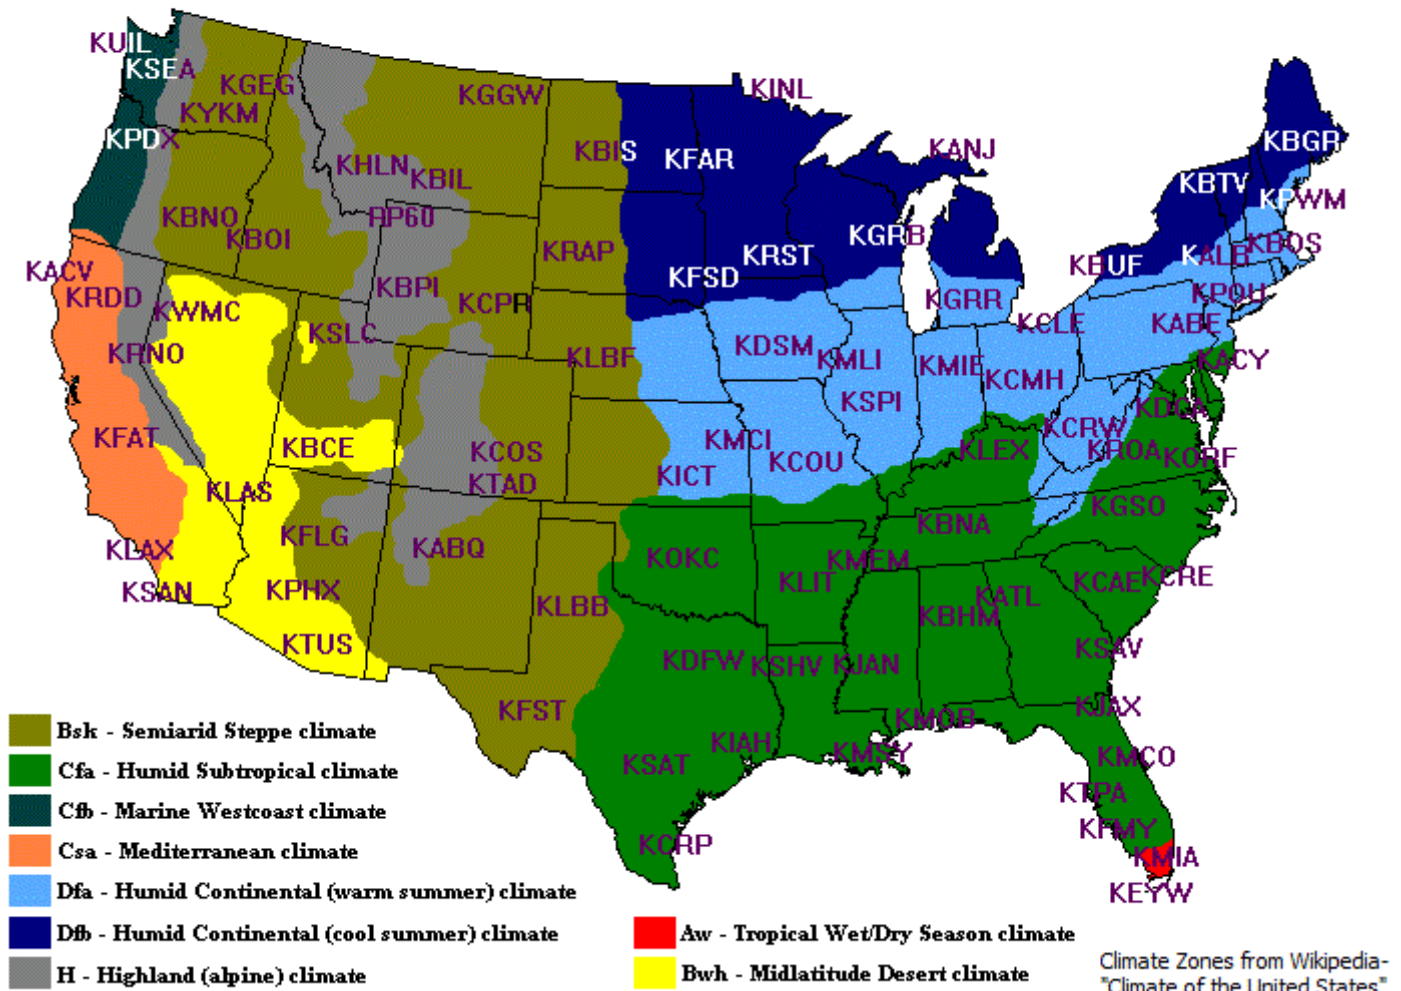 KUIL
KSEA
KINL
KGEG
KGGW
KYKM
KPDX
KBIS
KFAR
KBGR
KANJ
KHLN
KBIL
KBTV
KPWM
KBNO
RP60
KBOI
KRAP
KGRB
KRST
KALB
KBOS
KACV
KBUF
KFSD
KRDD
KBPI
KCPR
KGRR
KPOU
KWMC
KSLC
KCLE
KABE
KRNO
KLBF
KDSM
KMLI
KMIE
KACY
KCMH
KSPI
KDCA
KFAT
KBCE
KCOS
KMCI
KCRW
KLEX
KROA
KORF
KICT
KCOU
KLAS
KTAD
KGSO
KFLG
KBNA
KLAX
KABQ
KOKC
KMEM
KSAN
KPHX
KLIT
KCAE
KCRE
KLBB
KATL
KBHM
KTUS
KDFW
KSHV
KJAN
KSAV
KFST
KMOB
KJAX
KIAH
KMSY
KMCO
KSAT
KTPA
KFMY
KCRP
KMIA
KEYW
Bsk - Semiarid Steppe climate
Cfa - Humid Subtropical climate
Cfb - Marine Westcoast climate
Csa - Mediterranean climate
Dfa - Humid Continental (warm summer) climate
Dfb - Humid Continental (cool summer) climate
H - Highland (alpine) climate
Aw - Tropical Wet/Dry Season climate
Bwh - Midlatitude Desert climate
Climate Zones from Wikipedia-
"Climate of the United States"